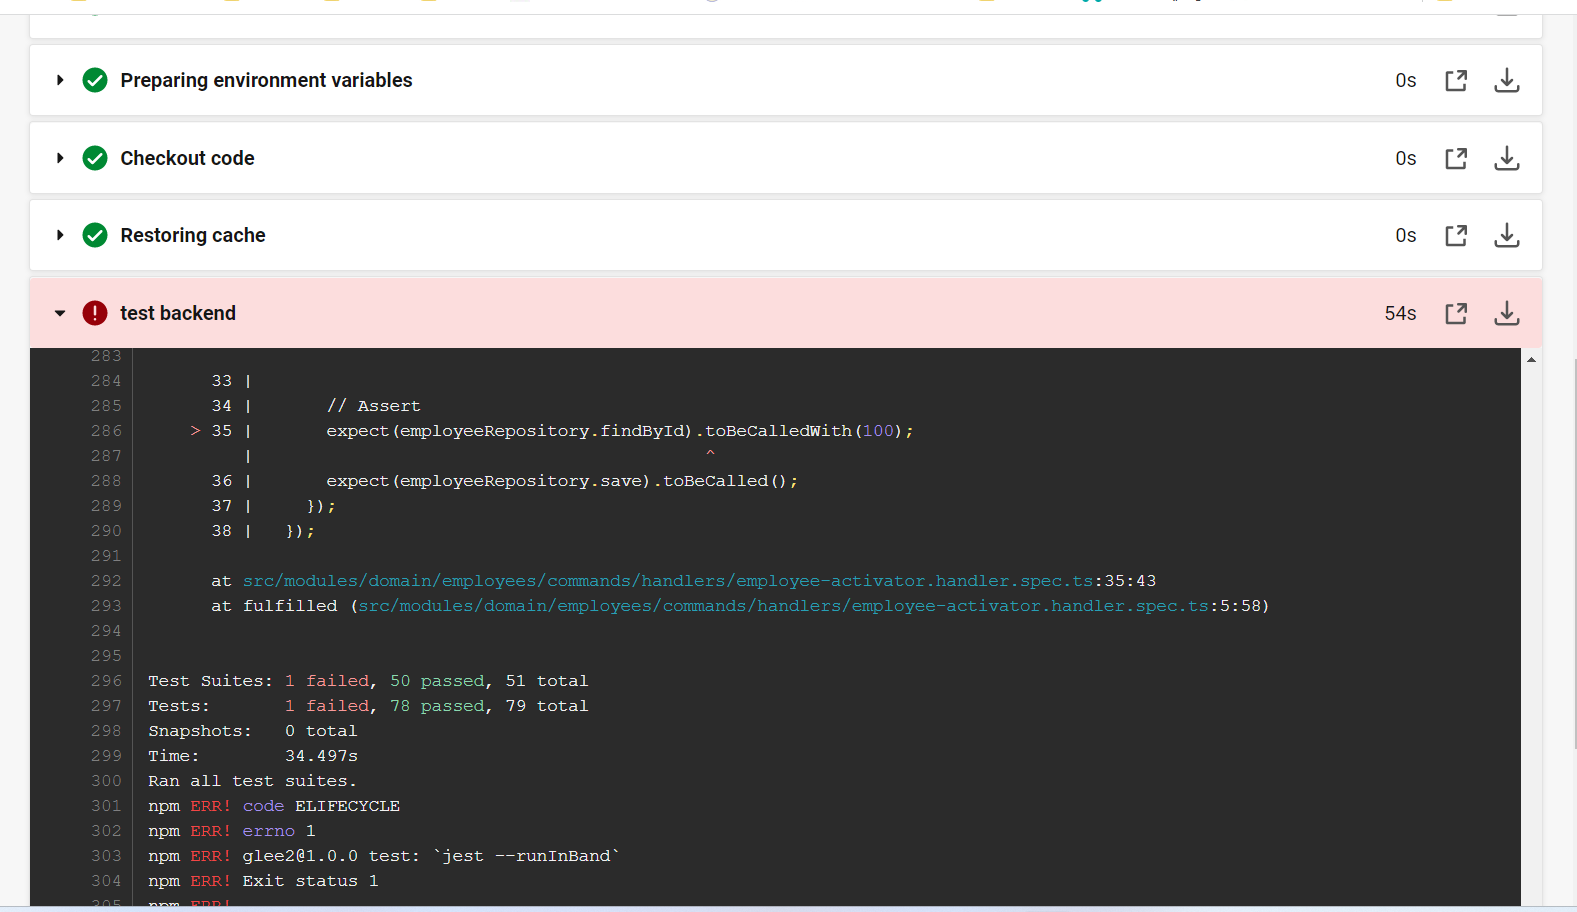 Preparing environment variables 0s
Checkout code 0s
Restoring cache 0s
test backend 54s
283
284 33 |
285 34 | // Assert
286 > 35 | expect(employeeRepository.findById).toBeCalledWith(100);
287 | ^
288 36 | expect(employeeRepository.save).toBeCalled();
289 37 | });
290 38 | });
291
292 at src/modules/domain/employees/commands/handlers/employee-activator.handler.spec.ts:35:43
293 at fulfilled (src/modules/domain/employees/commands/handlers/employee-activator.handler.spec.ts:5:58)
294
295
296 Test Suites: 1 failed, 50 passed, 51 total
297 Tests: 1 failed, 78 passed, 79 total
298 Snapshots: 0 total
299 Time: 34.497s
300 Ran all test suites.
301 npm ERR! code ELIFECYCLE
302 npm ERR! errno 1
303 npm ERR! glee2@1.0.0 test: `jest --runInBand`
304 npm ERR! Exit status 1
305 npm ERR!